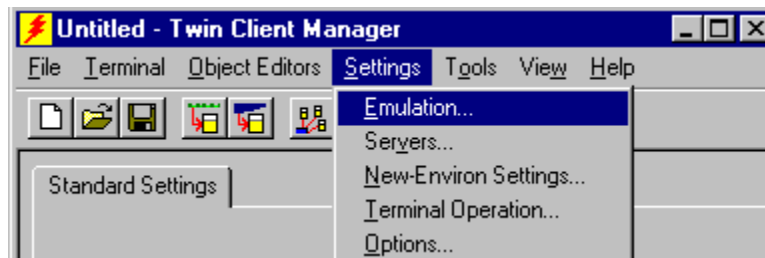 Untitled - Twin Client Manager
File Terminal Object Editors Settings Tools View Help
Emulation...
Servers...
Standard Settings
New-Environ Settings...
Terminal Operation...
Options...